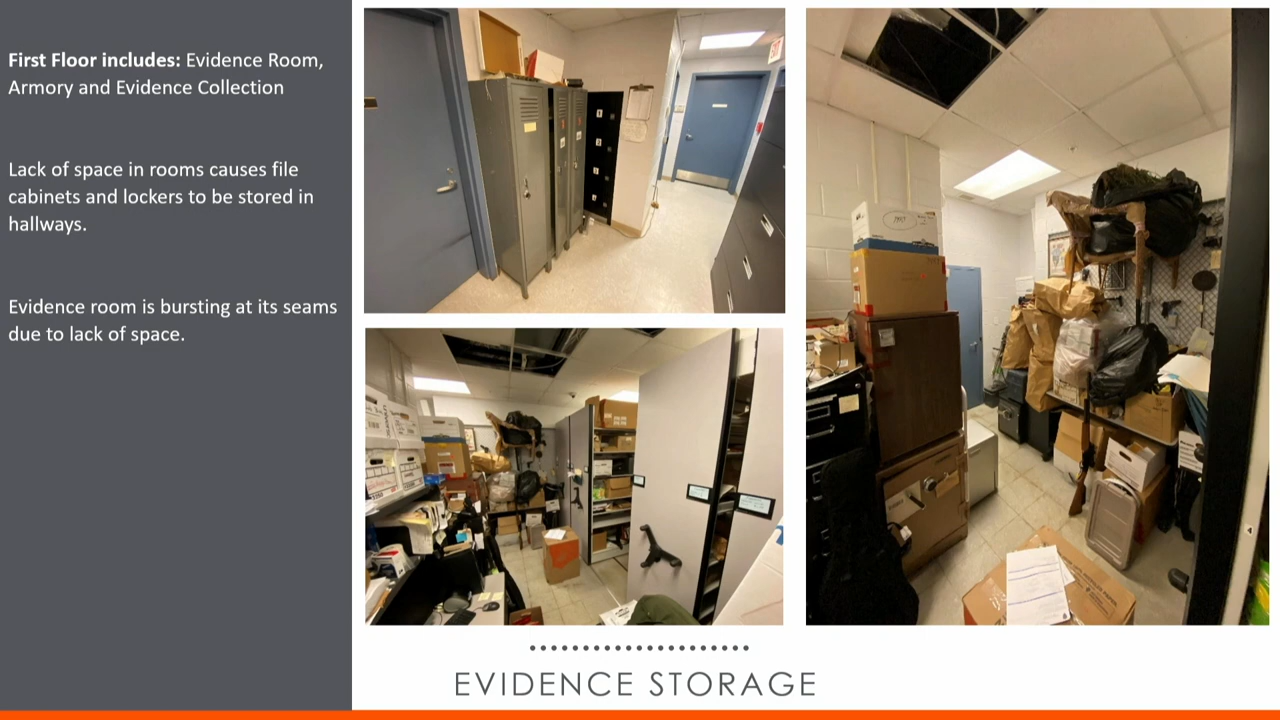 First Floor includes: Evidence Room,
Armory and Evidence Collection
Lack of space in rooms causes file
cabinets and lockers to be stored in
hallways.
Evidence room is bursting at its seams
due to lack of space.
EVIDENCE STORAGE